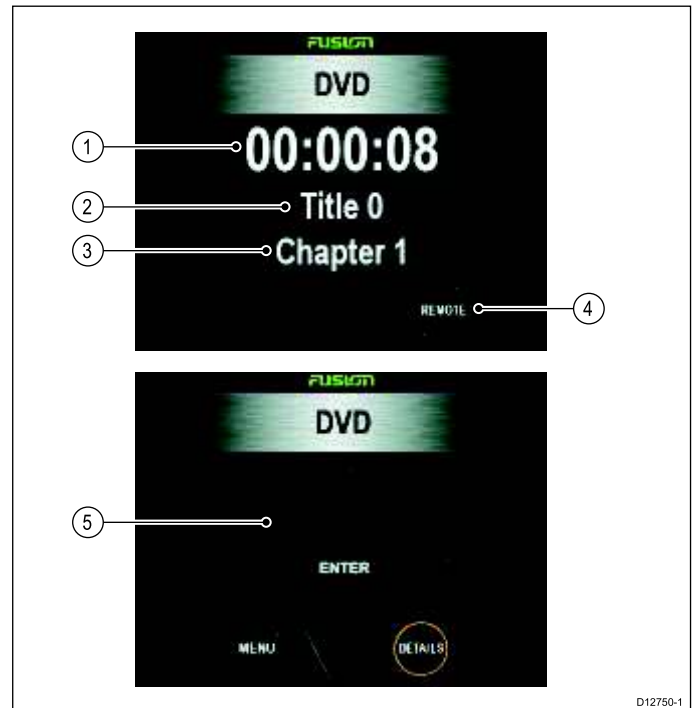 FUSION
DVD
1
00:00:08
2
Title 0
3
Chapter 1
REMOTE
4
FUSION
DVD
5
ENTER
MENU
DETAILS
D12750-1